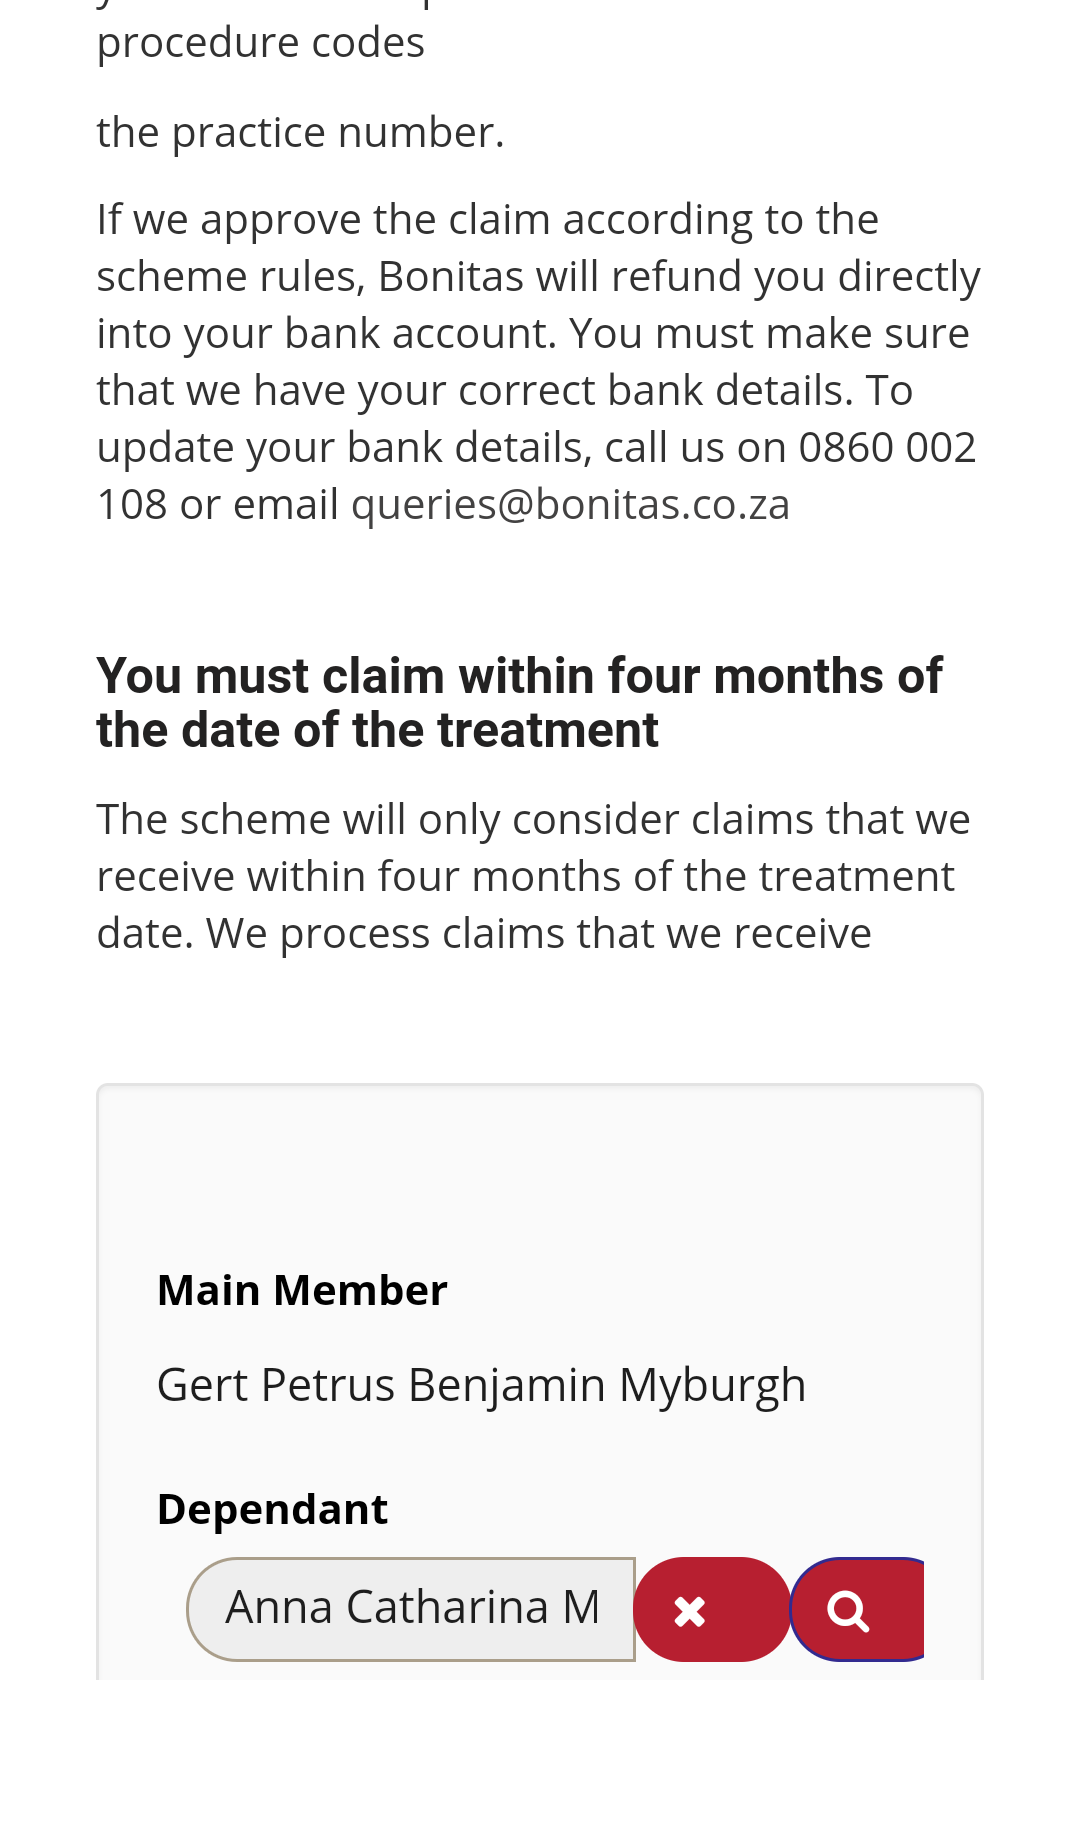 procedure codes
the practice number.
If we approve the claim according to the
scheme rules, Bonitas will refund you directly
into your bank account. You must make sure
that we have your correct bank details. To
update your bank details, call us on 0860 002
108 or email queries@bonitas.co.za
You must claim within four months of
the date of the treatment
The scheme will only consider claims that we
receive within four months of the treatment
date. We process claims that we receive
Main Member
Gert Petrus Benjamin Myburgh
Dependant
Anna Catharina M